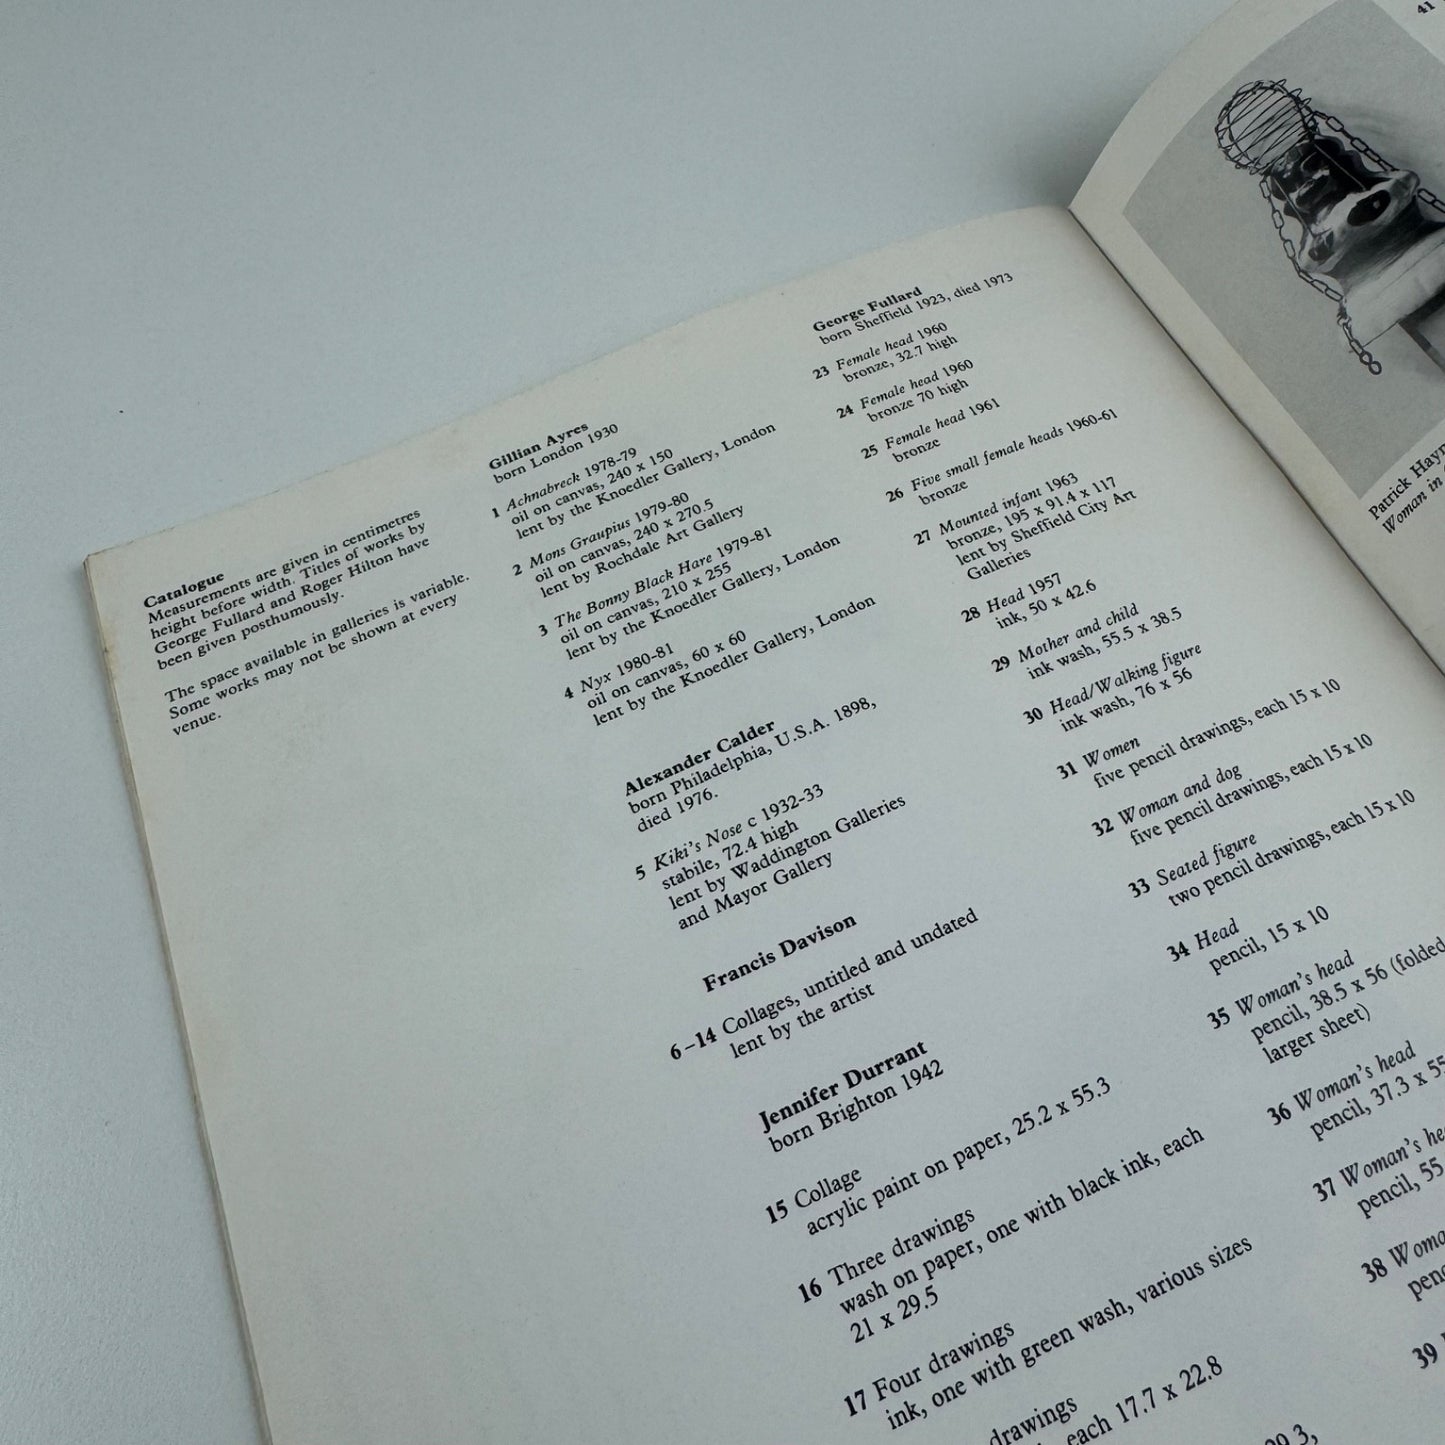 Catalogue
Measurements are given in centimetres
height before width. Titles of works by
George Fullard and Roger Hilton have
been given posthumously.
The space available in galleries is variable.
Some works may not be shown at every
venue.
Gillian Ayres
born London 1930
1 Achnabreck 1978-79
oil on canvas, 240 x 150
lent by the Knoedler Gallery, London
2 Mons Graupius 1979-80
oil on canvas, 240 x 270.5
lent by Rochdale Art Gallery
3 The Bonny Black Hare 1979-81
oil on canvas, 210 x 255
lent by the Knoedler Gallery, London
4 Nyx 1980-81
oil on canvas, 60 x 60
lent by the Knoedler Gallery, London
Alexander Calder
born Philadelphia, U.S.A. 1898,
died 1976.
5 Kiki's Nose c 1932-33
stabile, 72.4 high
lent by Waddington Galleries
and Mayor Gallery
Francis Davison
6–14 Collages, untitled and undated
lent by the artist
Jennifer Durrant
born Brighton 1942
15 Collage
acrylic paint on paper, 25.2 x 55.3
16 Three drawings
wash on paper, one with black ink, each
21 x 29.5
17 Four drawings
ink, one with green wash, various sizes
drawings
each 17.7 x 22.8
George Fullard
born Sheffield 1923, died 1973
23 Female head 1960
bronze, 32.7 high
24 Female head 1960
bronze 70 high
25 Female head 1961
bronze
26 Five small female heads 1960-61
bronze
27 Mounted infant 1963
bronze, 195 x 91.4 x 117
lent by Sheffield City Art
Galleries
28 Head 1957
ink, 50 x 42.6
29 Mother and child
ink wash, 55.5 x 38.5
30 Head/Walking figure
ink wash, 76 x 56
31 Women
five pencil drawings, each 15 x 10
32 Woman and dog
five pencil drawings, each 15 x 10
33 Seated figure
two pencil drawings, each 15 x 10
34 Head
pencil, 15 x 10
35 Woman's head
pencil, 38.5 x 56 (folded
larger sheet)
36 Woman's head
pencil, 37.3 x 55
37 Woman's
pencil, 55
38
39
41
Patrick
Woman in